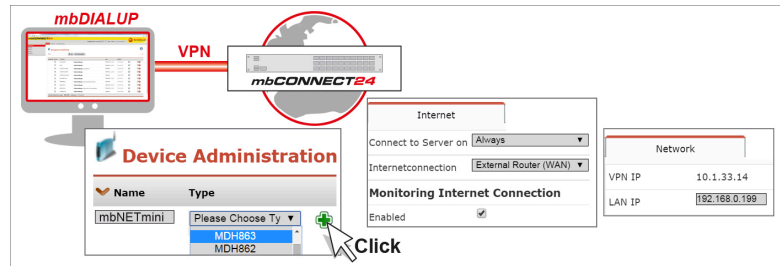 mbDIALUP
VPN
mbCONNECT24
Device Administration
Name Type
mbNETmini Please Choose Ty
MDH863
MDH862
Click
Internet
Connect to Server on Always
Internetconnection External Router (WAN)
Monitoring Internet Connection
Enabled
Network
VPN IP 10.1.33.14
LAN IP 192.168.0.199